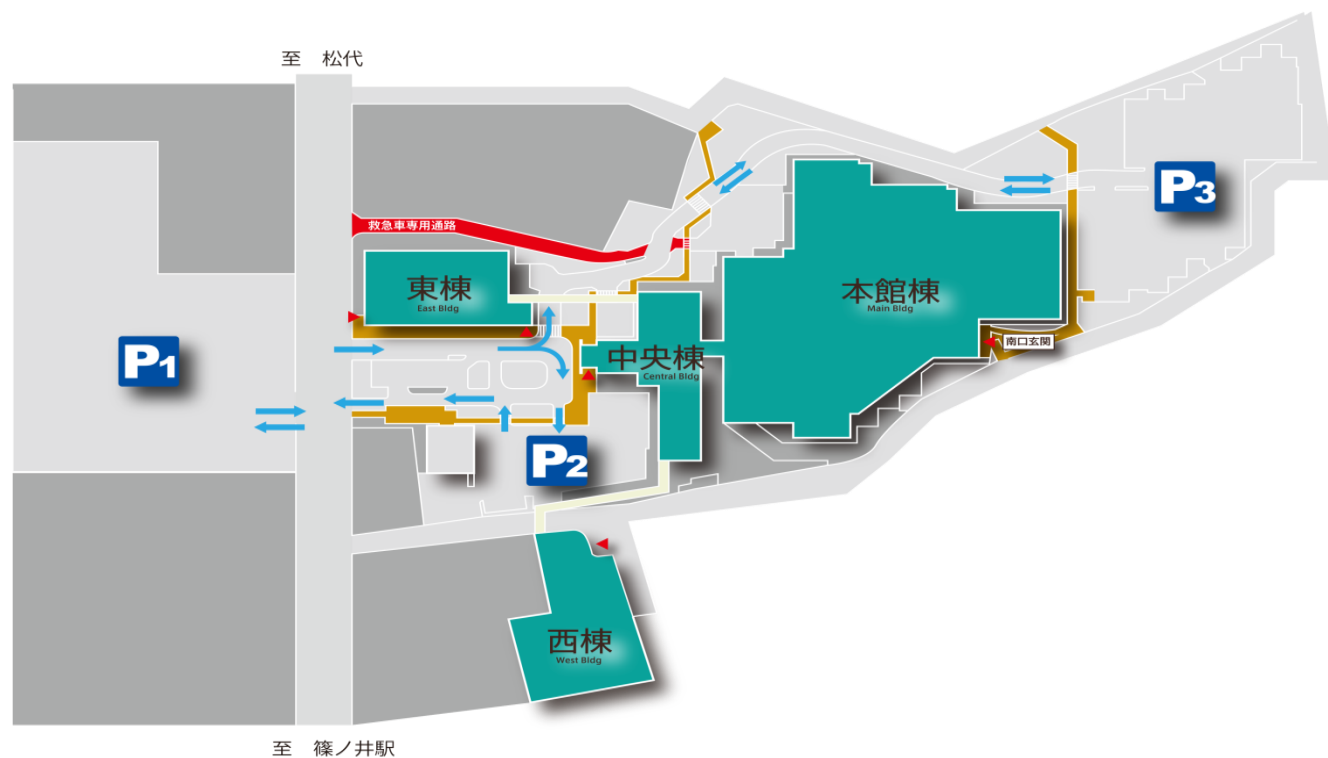 至　松代
P3
救急車専用通路
東棟
East Bldg
本館棟
Main Bldg
南口玄関
中央棟
Central Bldg
P1
P2
西棟
West Bldg
至　篠ノ井駅